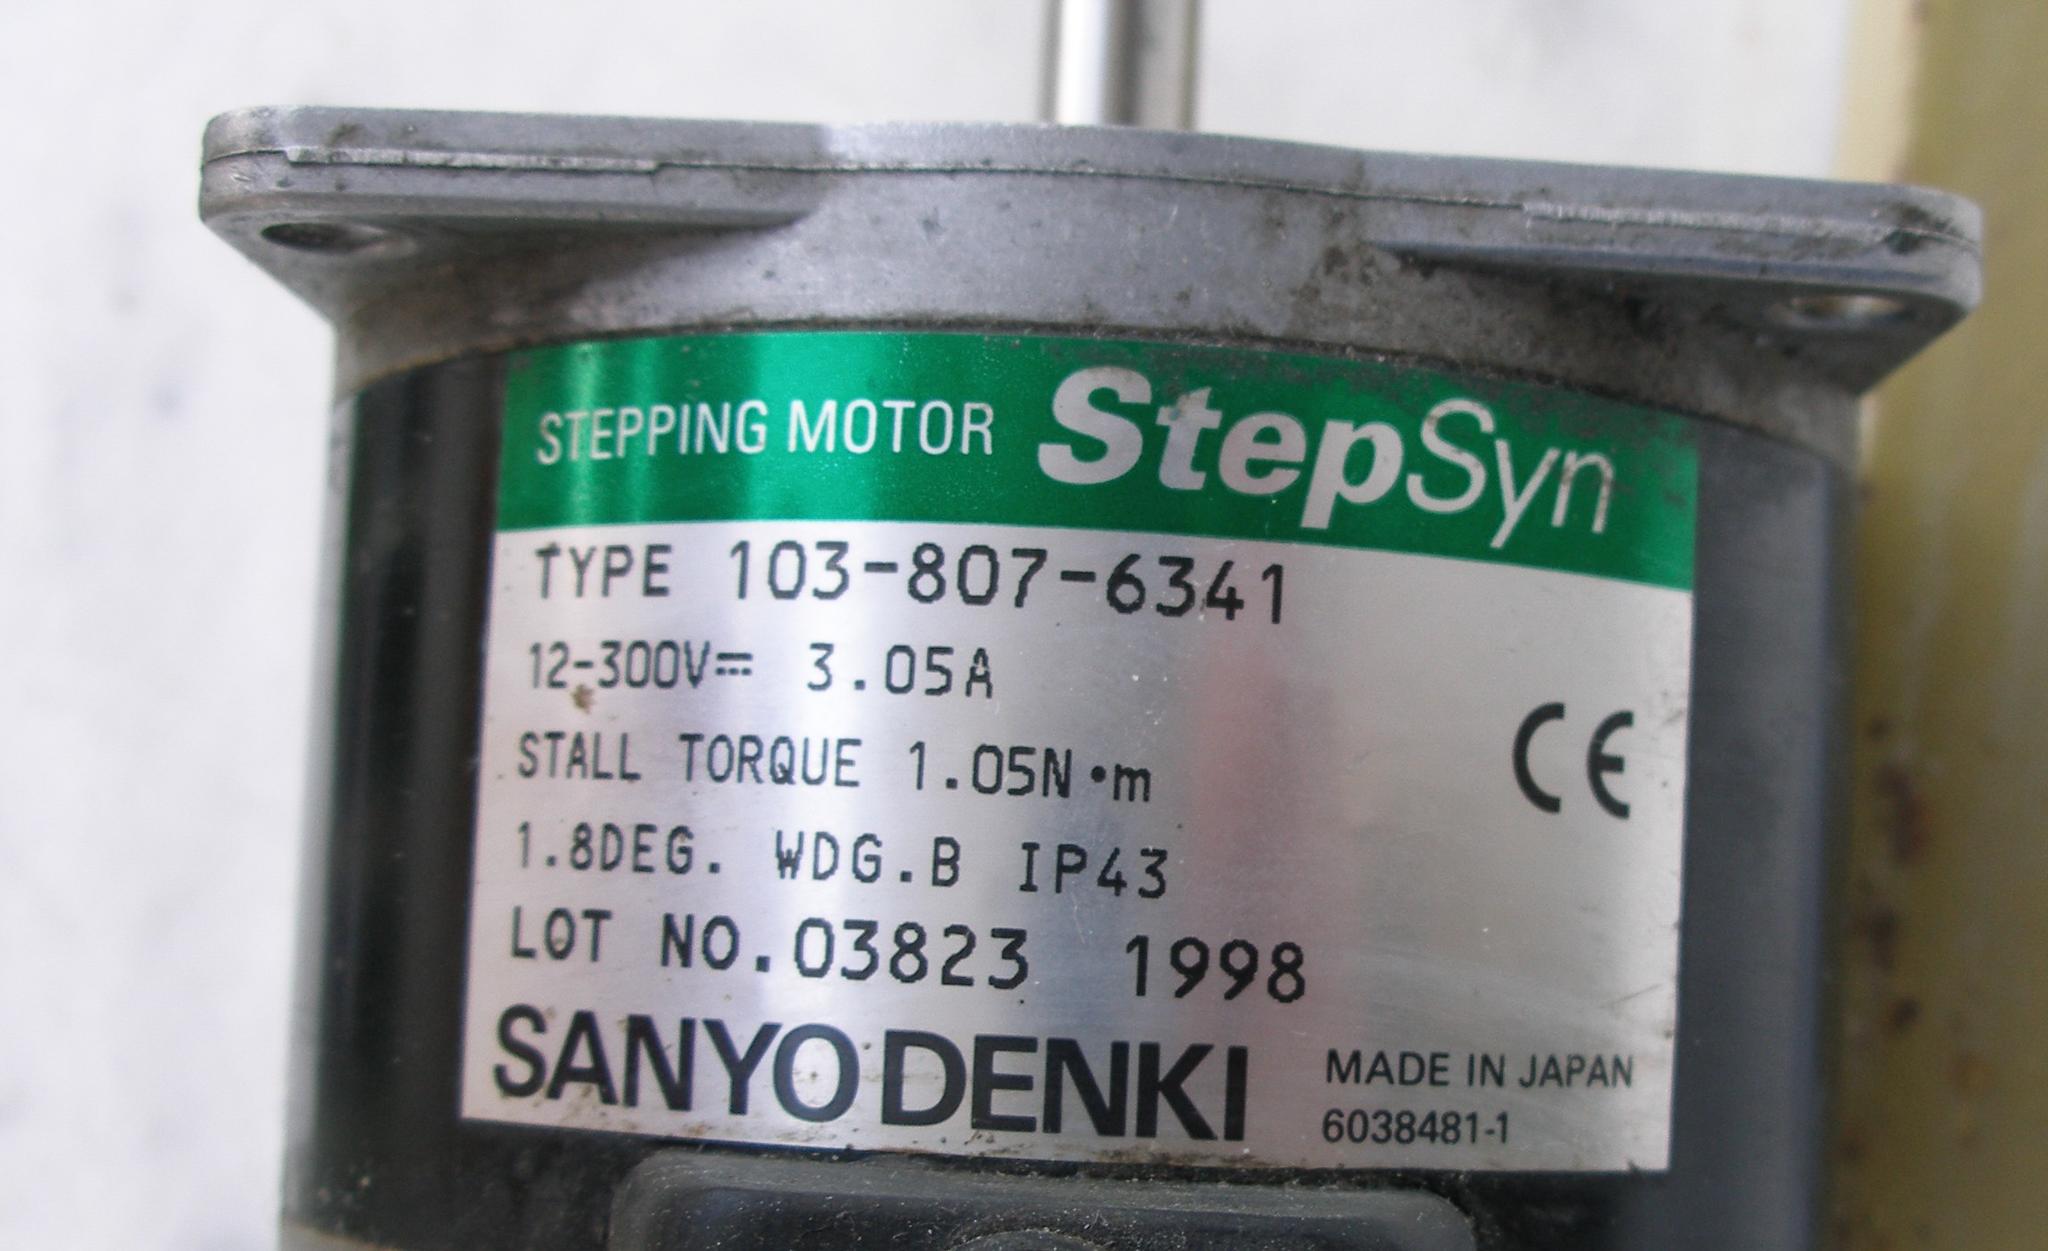 STEPPING MOTOR StepSyn
TYPE 103-807-6341
12-300V⎓ 3.05A
STALL TORQUE 1.05N・m
1.8DEG. WDG.B IP43
CE
LOT NO.03823 1998
SANYO DENKI MADE IN JAPAN
6038481-1